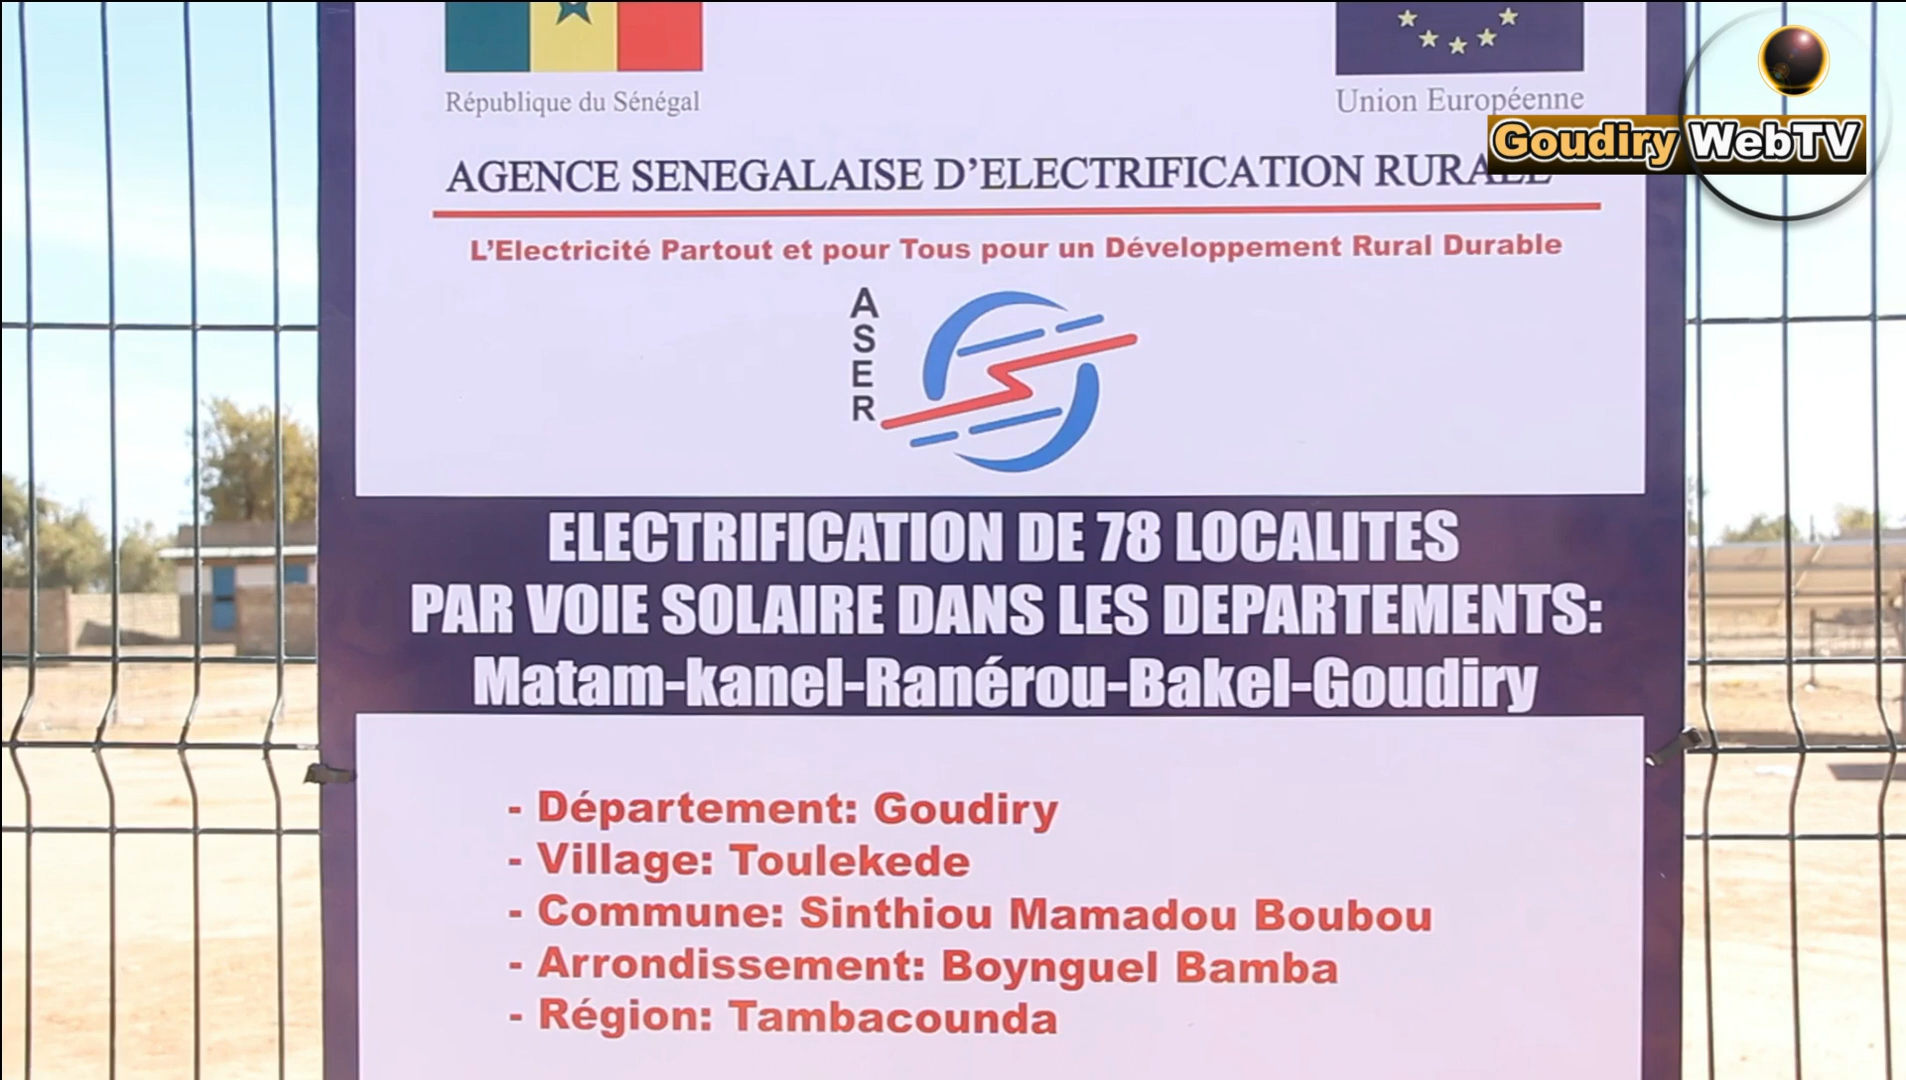 République du Sénégal
Union Européenne
Goudiry WebTV
AGENCE SENEGALAISE D'ELECTRIFICATION RURALE
L'Electricité Partout et pour Tous pour un Développement Rural Durable
A
S
E
R
ELECTRIFICATION DE 78 LOCALITES
PAR VOIE SOLAIRE DANS LES DEPARTEMENTS:
Matam-kanel-Ranérou-Bakel-Goudiry
- Département: Goudiry
- Village: Toulekede
- Commune: Sinthiou Mamadou Boubou
- Arrondissement: Boynguel Bamba
- Région: Tambacounda